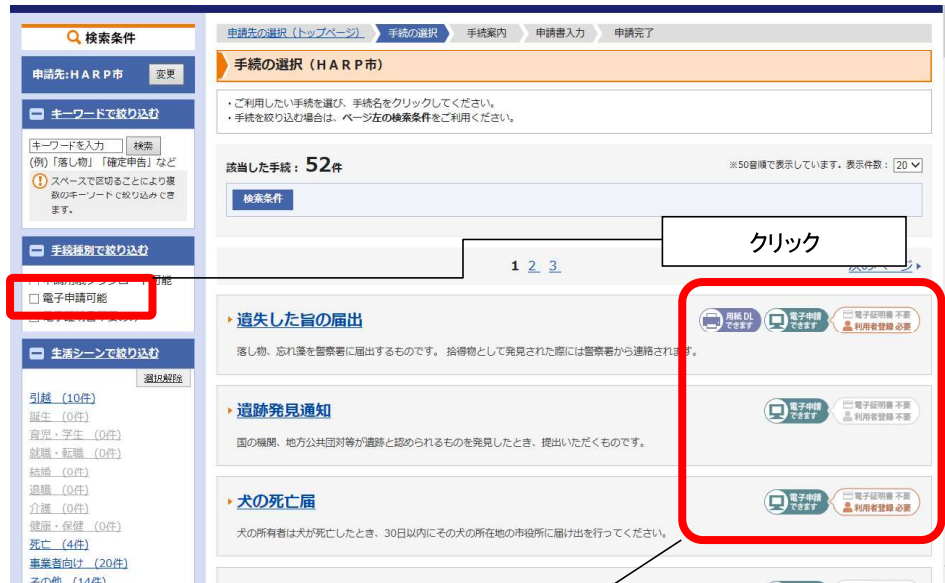 検索条件
申請先:HARP市 変更
キーワードで絞り込む
キーワードを入力 検索
(例)「落し物」「確定申告」など
スペースで区切ることにより複
数のキーワードで絞り込みでき
ます。
手続種別で絞り込む
電子申請可能
生活シーンで絞り込む
選択解除
引越 (10件)
誕生 (0件)
育児・学生 (0件)
就職・転職 (0件)
結婚 (0件)
退職 (0件)
介護 (0件)
健康・保健 (0件)
死亡 (4件)
事業者向け (20件)
その他 (14件)
申請先の選択(トップページ) 手続の選択 手続案内 申請書入力 申請完了
手続の選択(HARP市)
・ご利用したい手続を選び、手続名をクリックしてください。
・手続を絞り込む場合は、ページ左の検索条件をご利用ください。
該当した手続:52件 ※50音順で表示しています。表示件数: 20
検索条件
クリック
1 2 3
遺失した旨の届出
用紙DLできます 電子申請できます 電子証明書 不要 利用者登録 必要
落し物、忘れ藻を警察署に届出するものです。 拾得物として発見された際には警察署から連絡されます。
遺跡発見通知
電子申請できます 電子証明書 不要 利用者登録 不要
国の機関、地方公共団対等が遺跡と認められるものを発見したとき、提出いただくものです。
犬の死亡届
電子申請できます 電子証明書 不要 利用者登録 必要
犬の所有者は犬が死亡したとき、30日以内にその犬の所在地の市役所に届け出を行ってください。